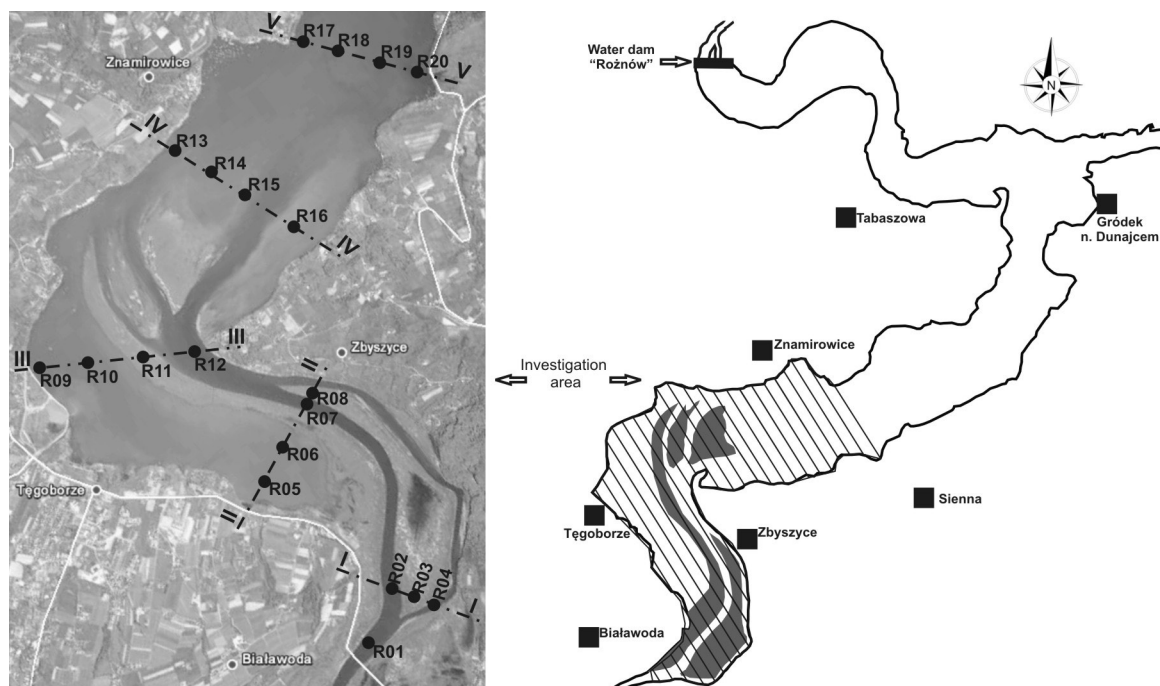 V
R17
R18
R19
R20
V
Znamirowice
IV
R13
R14
R15
R16
IV
III
R09
R10
R11
R12
III
Zbyszyce
II
R08
R07
R06
R05
II
Tęgoborze
I
R02
R03
R04
I
R01
Białawoda
Water dam
“Rożnów”
N
Tabaszowa
Gródek
n. Dunajcem
Znamirowice
Investigation
area
Sienna
Tęgoborze
Zbyszyce
Białawoda